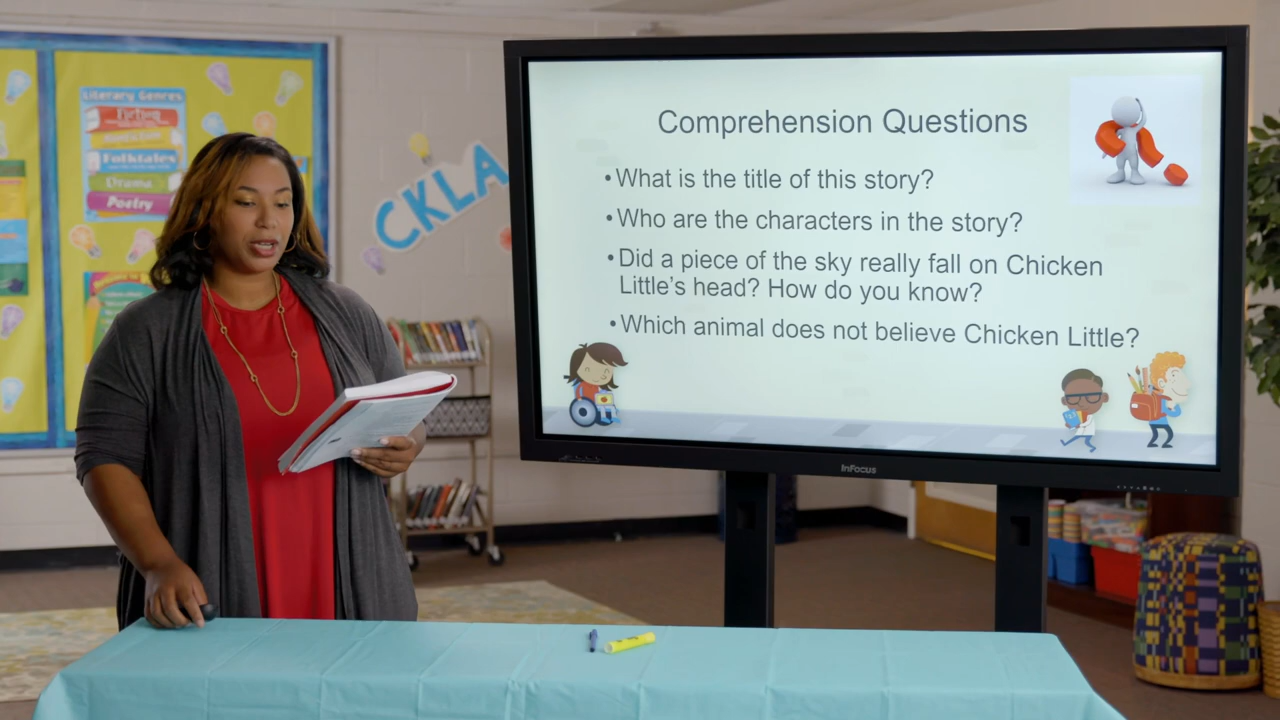 Literacy Genres
Fiction
Folktales
Drama
Poetry
CKLA
Comprehension Questions
•What is the title of this story?
•Who are the characters in the story?
•Did a piece of the sky really fall on Chicken
Little's head? How do you know?
•Which animal does not believe Chicken Little?
InFocus